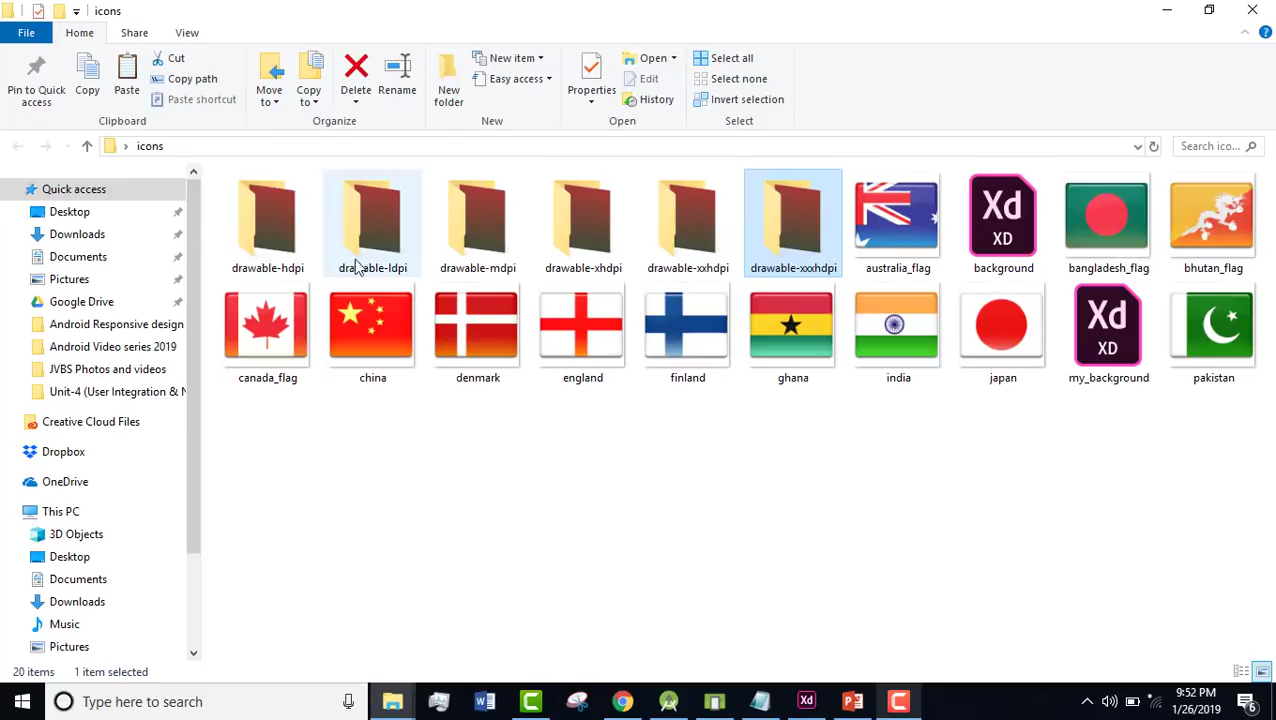 icons
File Home Share View
Pin to Quick access
Copy
Paste
Cut
Copy path
Paste shortcut
Clipboard
Move to
Copy to
Delete
Rename
Organize
New folder
New item
Easy access
New
Properties
Open
Edit
History
Open
Select all
Select none
Invert selection
Select
icons
Search ico...
Quick access
Desktop
Downloads
Documents
Pictures
Google Drive
Android Responsive design
Android Video series 2019
JVBS Photos and videos
Unit-4 (User Integration &
Creative Cloud Files
Dropbox
OneDrive
This PC
3D Objects
Desktop
Documents
Downloads
Music
Pictures
drawable-hdpi drawable-ldpi drawable-mdpi drawable-xhdpi drawable-xxhdpi drawable-xxxhdpi australia_flag background bangladesh_flag bhutan_flag
Xd
XD
canada_flag china denmark england finland ghana india japan my_background pakistan
Xd
XD
20 items 1 item selected
Type here to search
Xd
9:52 PM
1/26/2019
6